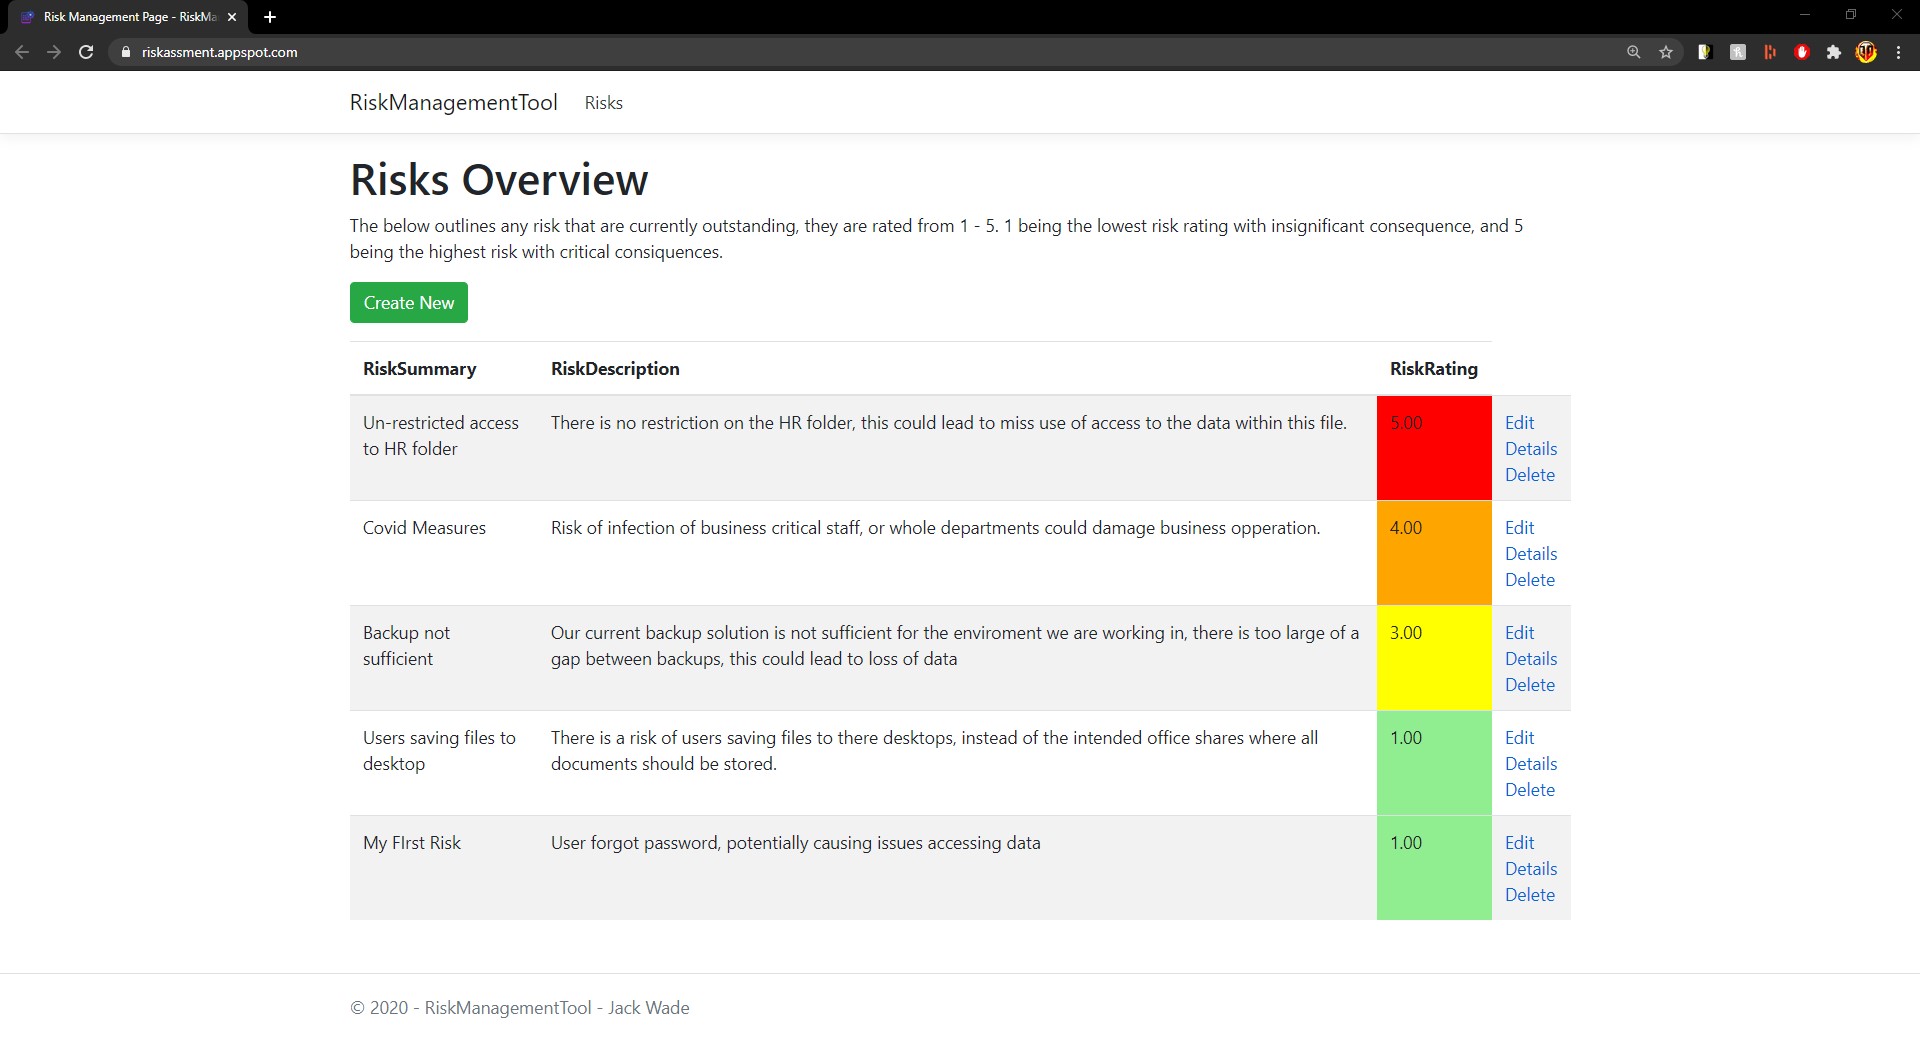 Risk Management Page - RiskMa
riskassment.appspot.com
RiskManagementTool Risks
Risks Overview
The below outlines any risk that are currently outstanding, they are rated from 1 - 5. 1 being the lowest risk rating with insignificant consequence, and 5
being the highest risk with critical consiquences.
Create New
RiskSummary RiskDescription RiskRating
Un-restricted access There is no restriction on the HR folder, this could lead to miss use of access to the data within this file. 5.00 Edit
to HR folder Details
Delete
Covid Measures Risk of infection of business critical staff, or whole departments could damage business opperation. 4.00 Edit
Details
Delete
Backup not Our current backup solution is not sufficient for the enviroment we are working in, there is too large of a 3.00 Edit
sufficient gap between backups, this could lead to loss of data Details
Delete
Users saving files to There is a risk of users saving files to there desktops, instead of the intended office shares where all 1.00 Edit
desktop documents should be stored. Details
Delete
My FIrst Risk User forgot password, potentially causing issues accessing data 1.00 Edit
Details
Delete
© 2020 - RiskManagementTool - Jack Wade